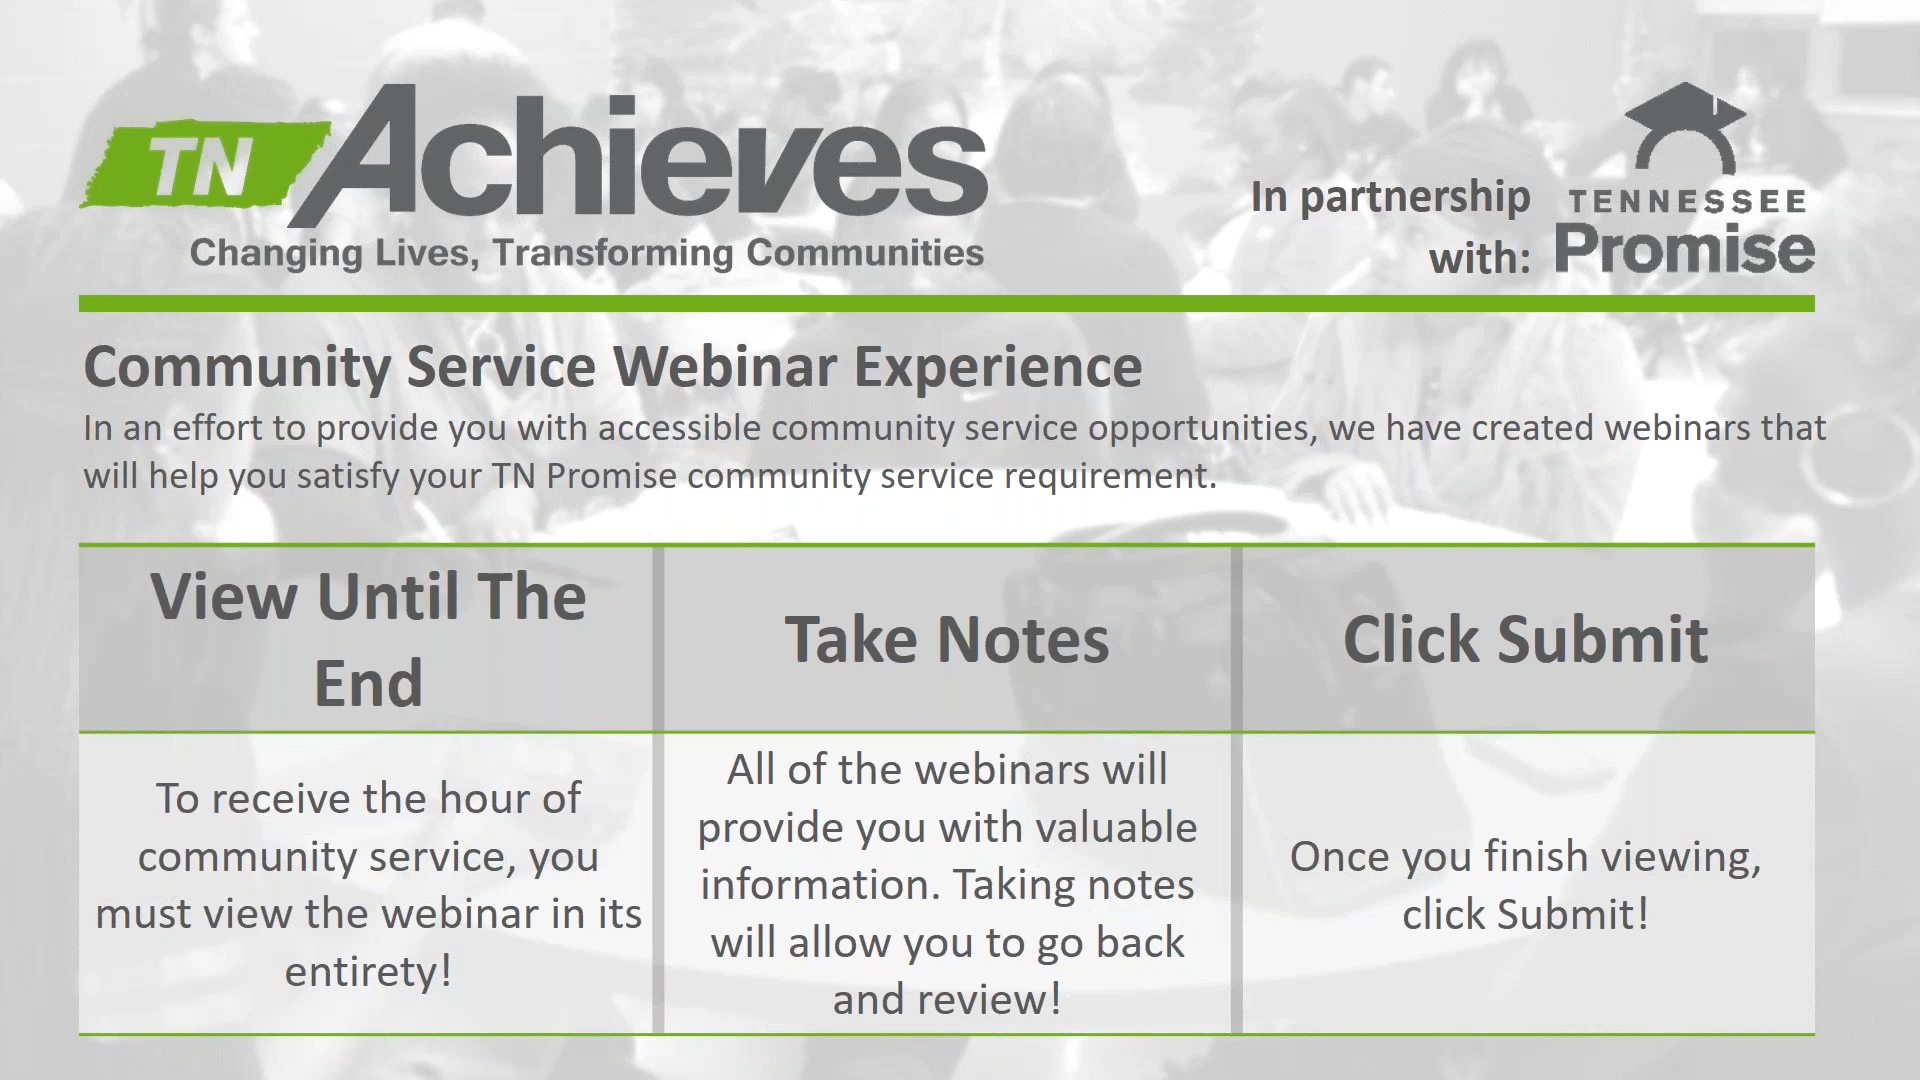 TN Achieves
Changing Lives, Transforming Communities
In partnership
with:
TENNESSEE
Promise
Community Service Webinar Experience
In an effort to provide you with accessible community service opportunities, we have created webinars that
will help you satisfy your TN Promise community service requirement.
View Until The
End
Take Notes
Click Submit
To receive the hour of
community service, you
must view the webinar in its
entirety!
All of the webinars will
provide you with valuable
information. Taking notes
will allow you to go back
and review!
Once you finish viewing,
click Submit!